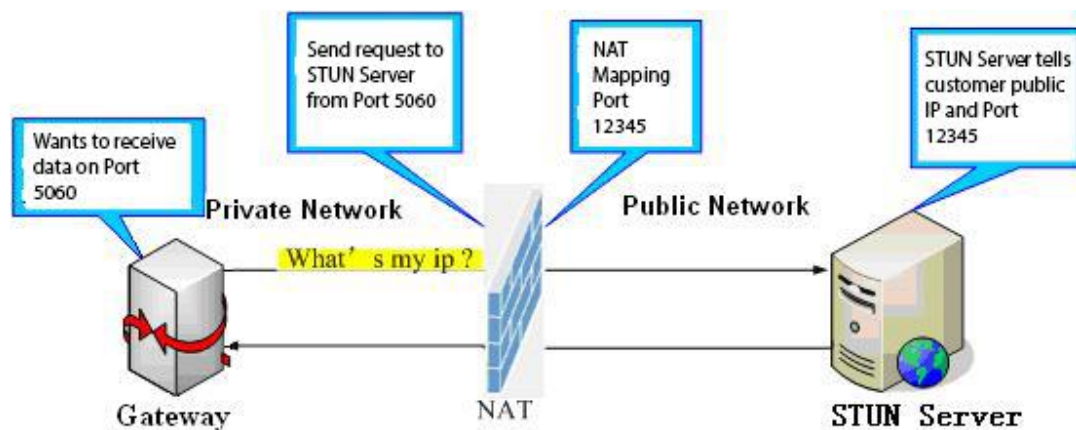 Send request to
STUN Server
from Port 5060
NAT
Mapping
Port
12345
STUN Server tells
customer public
IP and Port
12345
Wants to receive
data on Port
5060
Private Network
Public Network
What’s my ip ?
Gateway
NAT
STUN Server